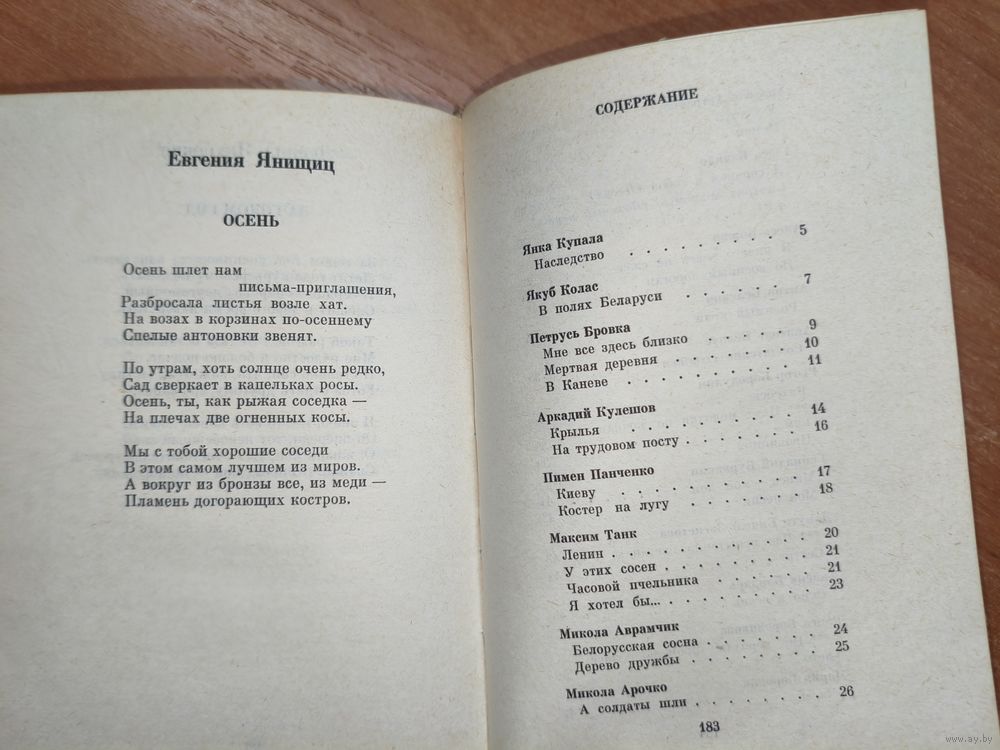 Евгения Янищиц
ОСЕНЬ
Осень шлет нам
письма-приглашения,
Разбросала листья возле хат.
На возах в корзинах по-осеннему
Спелые антоновки звенят.
По утрам, хоть солнце очень редко,
Сад сверкает в капельках росы.
Осень, ты, как рыжая соседка —
На плечах две огненных косы.
Мы с тобой хорошие соседи
В этом самом лучшем из миров.
А вокруг из бронзы все, из меди —
Пламень догорающих костров.
СОДЕРЖАНИЕ
Янка Купала
Наследство . . . . . . . . 5
Якуб Колас
В полях Беларуси . . . . . . 7
Петрусь Бровка
Мне все здесь близко . . . . . 9
Мертвая деревня . . . . . . . 10
В Каневе . . . . . . . . . 11
Аркадий Кулешов
Крылья . . . . . . . . . . 14
На трудовом посту . . . . . . 16
Пимен Панченко
Киеву . . . . . . . . . . 17
Костер на лугу . . . . . . . 18
Максим Танк
Ленин . . . . . . . . . . 20
У этих сосен . . . . . . . . 21
Часовой пчельника . . . . . . 21
Я хотел бы... . . . . . . . . 23
Микола Аврамчик
Белорусская сосна . . . . . . 24
Дерево дружбы . . . . . . . 25
Микола Арочко
А солдаты шли . . . . . . . 26
183
www.ay.by